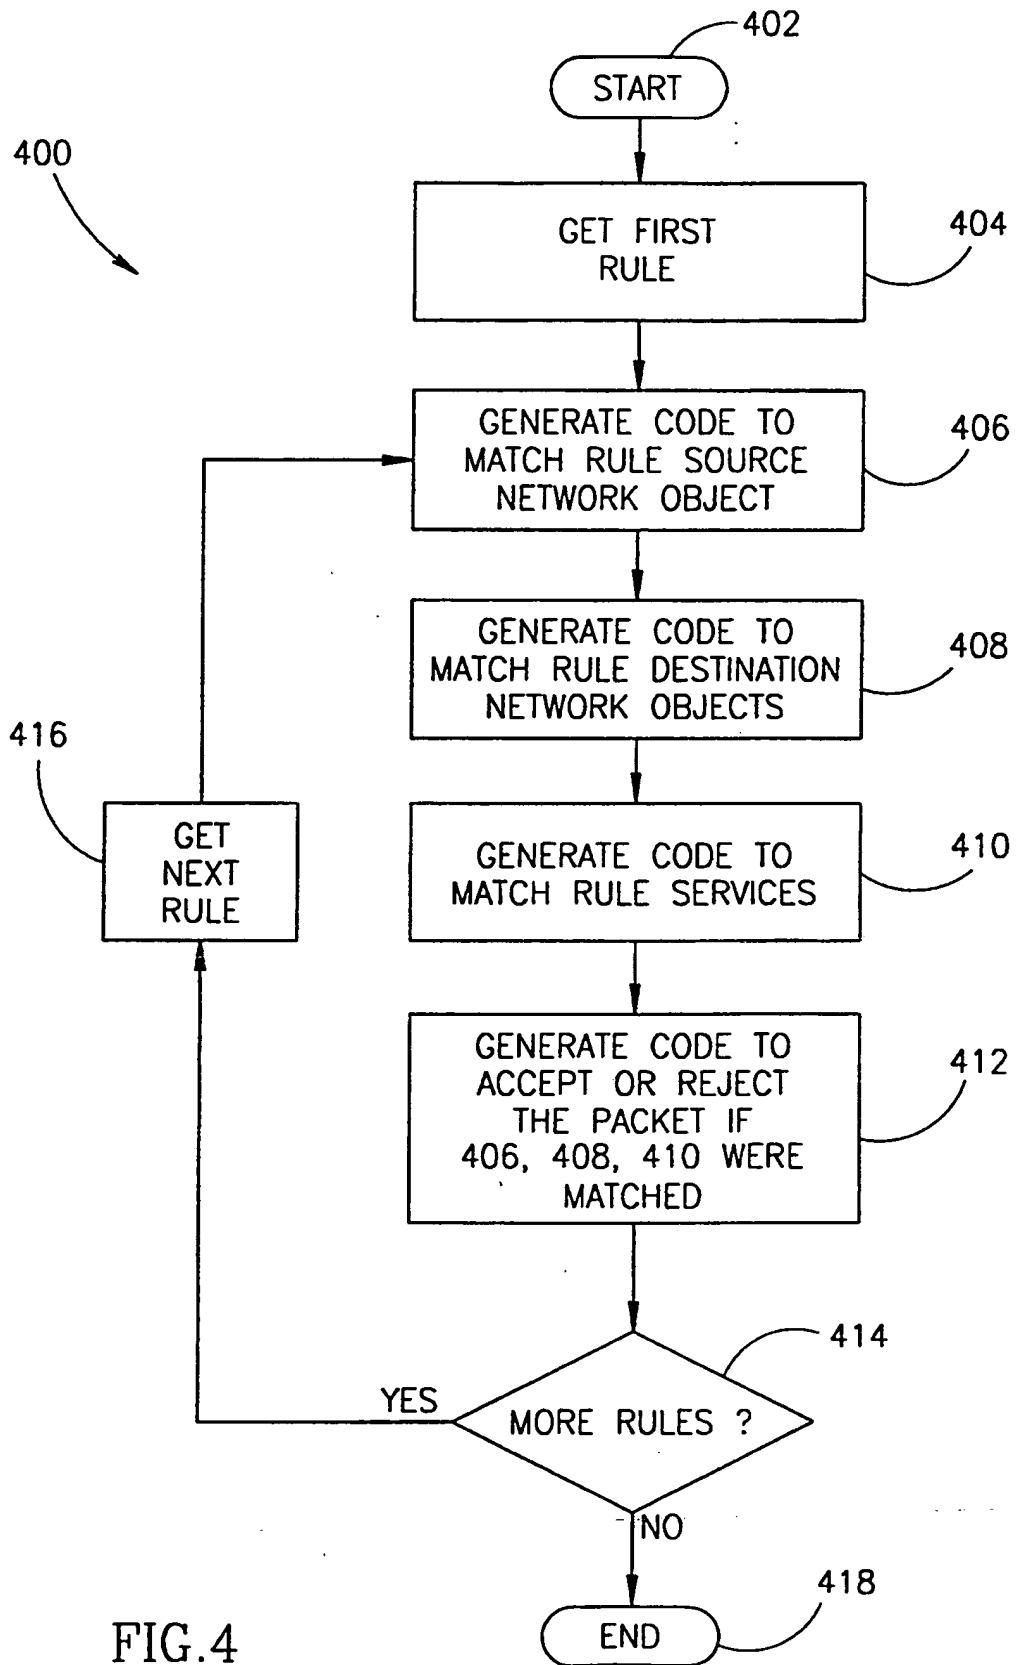 402
START
400
GET FIRST
RULE
404
GENERATE CODE TO
MATCH RULE SOURCE
NETWORK OBJECT
406
GENERATE CODE TO
MATCH RULE DESTINATION
NETWORK OBJECTS
408
416
GET
NEXT
RULE
GENERATE CODE TO
MATCH RULE SERVICES
410
GENERATE CODE TO
ACCEPT OR REJECT
THE PACKET IF
406, 408, 410 WERE
MATCHED
412
414
YES
MORE RULES ?
NO
418
END
FIG.4